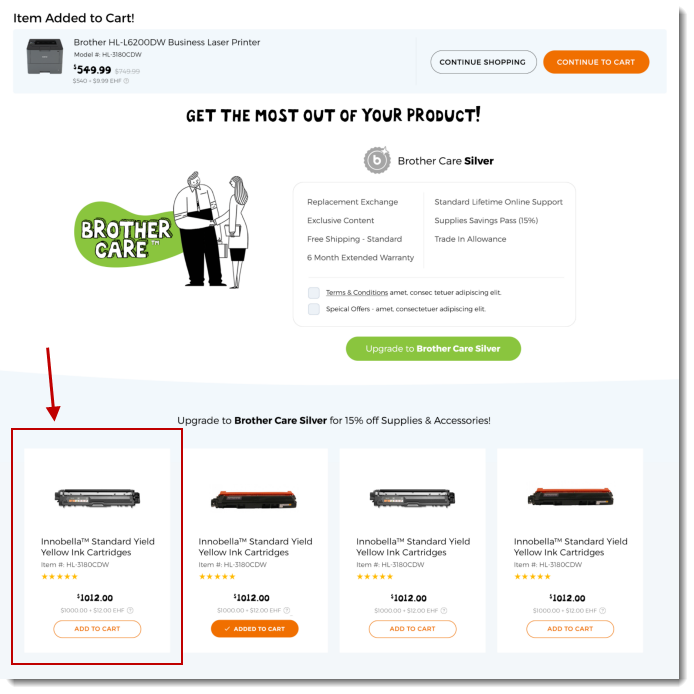 Item Added to Cart!
Brother HL-L6200DW Business Laser Printer
Model #: HL-3180CDW
$549.99 $749.99
$540 + $9.99 EHF ?
CONTINUE SHOPPING
CONTINUE TO CART
GET THE MOST OUT OF YOUR PRODUCT!
b Brother Care Silver
BROTHER
CARE™
Replacement Exchange
Standard Lifetime Online Support
Exclusive Content
Supplies Savings Pass (15%)
Free Shipping - Standard
Trade In Allowance
6 Month Extended Warranty
Terms & Conditions amet, consec tetuer adipiscing elit.
Speical Offers - amet, consectetuer adipiscing elit.
Upgrade to Brother Care Silver
Upgrade to Brother Care Silver for 15% off Supplies & Accessories!
Innobella™ Standard Yield
Yellow Ink Cartridges
Item #: HL-3180CDW
$1012.00
$1000.00 + $12.00 EHF ?
ADD TO CART
Innobella™ Standard Yield
Yellow Ink Cartridges
Item #: HL-3180CDW
$1012.00
$1000.00 + $12.00 EHF ?
✓ ADDED TO CART
Innobella™ Standard Yield
Yellow Ink Cartridges
Item #: HL-3180CDW
$1012.00
$1000.00 + $12.00 EHF ?
ADD TO CART
Innobella™ Standard Yield
Yellow Ink Cartridges
Item #: HL-3180CDW
$1012.00
$1000.00 + $12.00 EHF ?
ADD TO CART